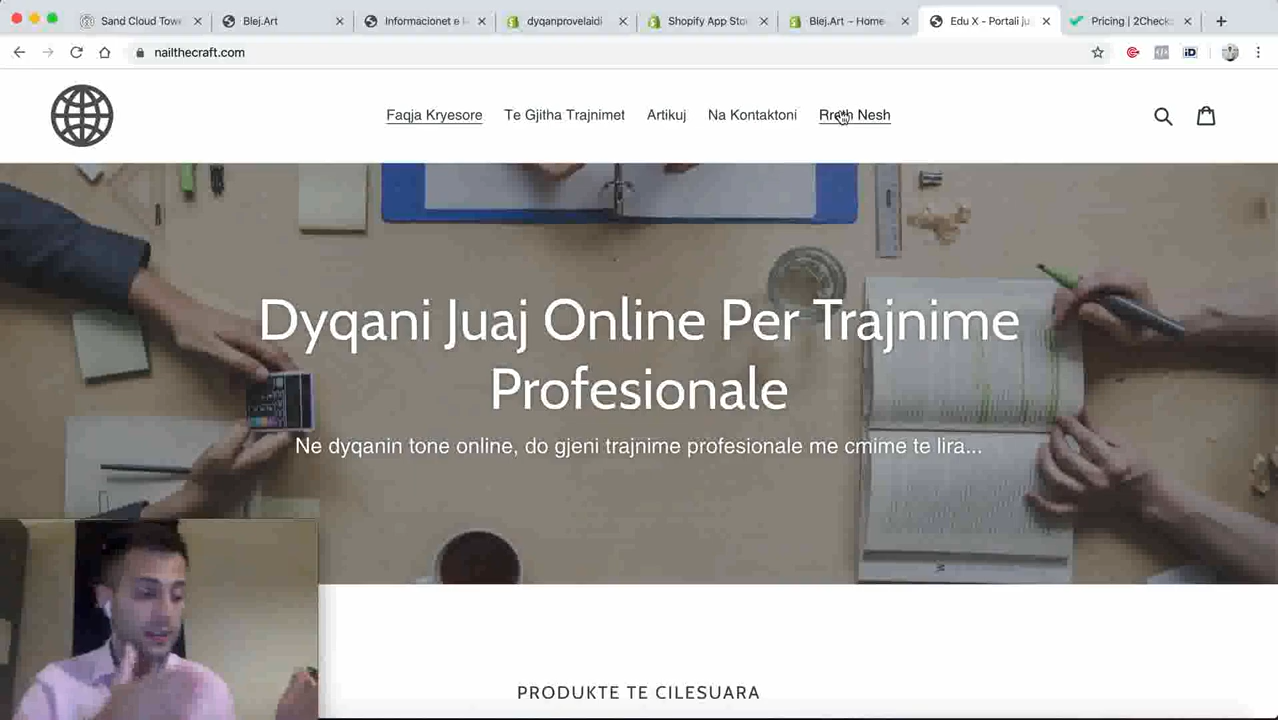 Sand Cloud Tow
Blej.Art
Informacionet e
dyqanprovelaidi
Shopify App Sto
Blej.Art ~ Home
Edu X - Portali ju
Pricing | 2Check
nailthecraft.com
Faqja Kryesore
Te Gjitha Trajnimet
Artikuj
Na Kontaktoni
Rreth Nesh
Dyqani Juaj Online Per Trajnime
Profesionale
Ne dyqanin tone online, do gjeni trajnime profesionale me cmime te lira...
PRODUKTE TE CILESUARA